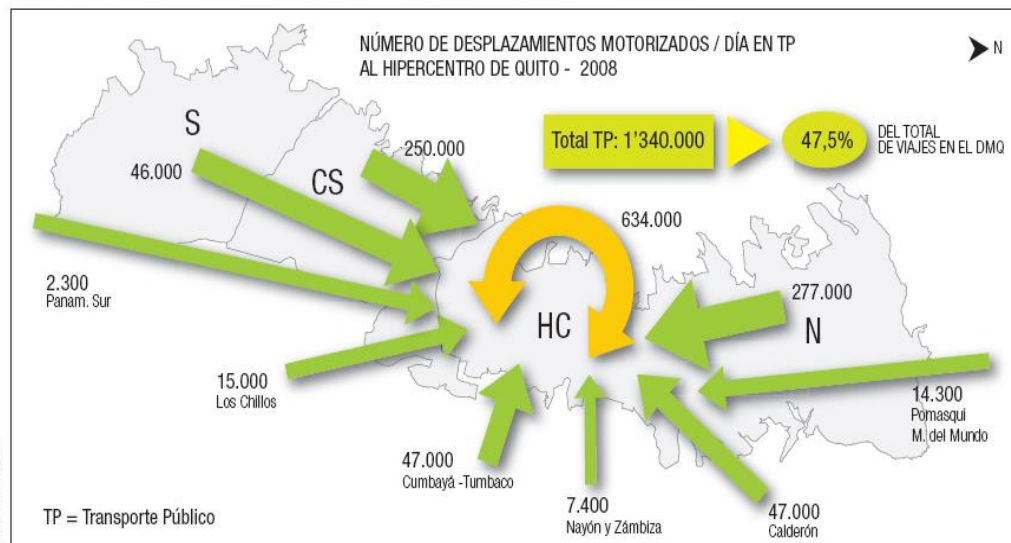 NÚMERO DE DESPLAZAMIENTOS MOTORIZADOS / DÍA EN TP
AL HIPERCENTRO DE QUITO - 2008
N
Total TP: 1'340.000
47,5%
DEL TOTAL
DE VIAJES EN EL DMQ
S
46.000
CS
250.000
634.000
2.300
Panam. Sur
HC
277.000
N
15.000
Los Chillos
14.300
Pomasqui
M. del Mundo
47.000
Cumbayá -Tumbaco
7.400
Nayón y Zámbiza
47.000
Calderón
TP = Transporte Público